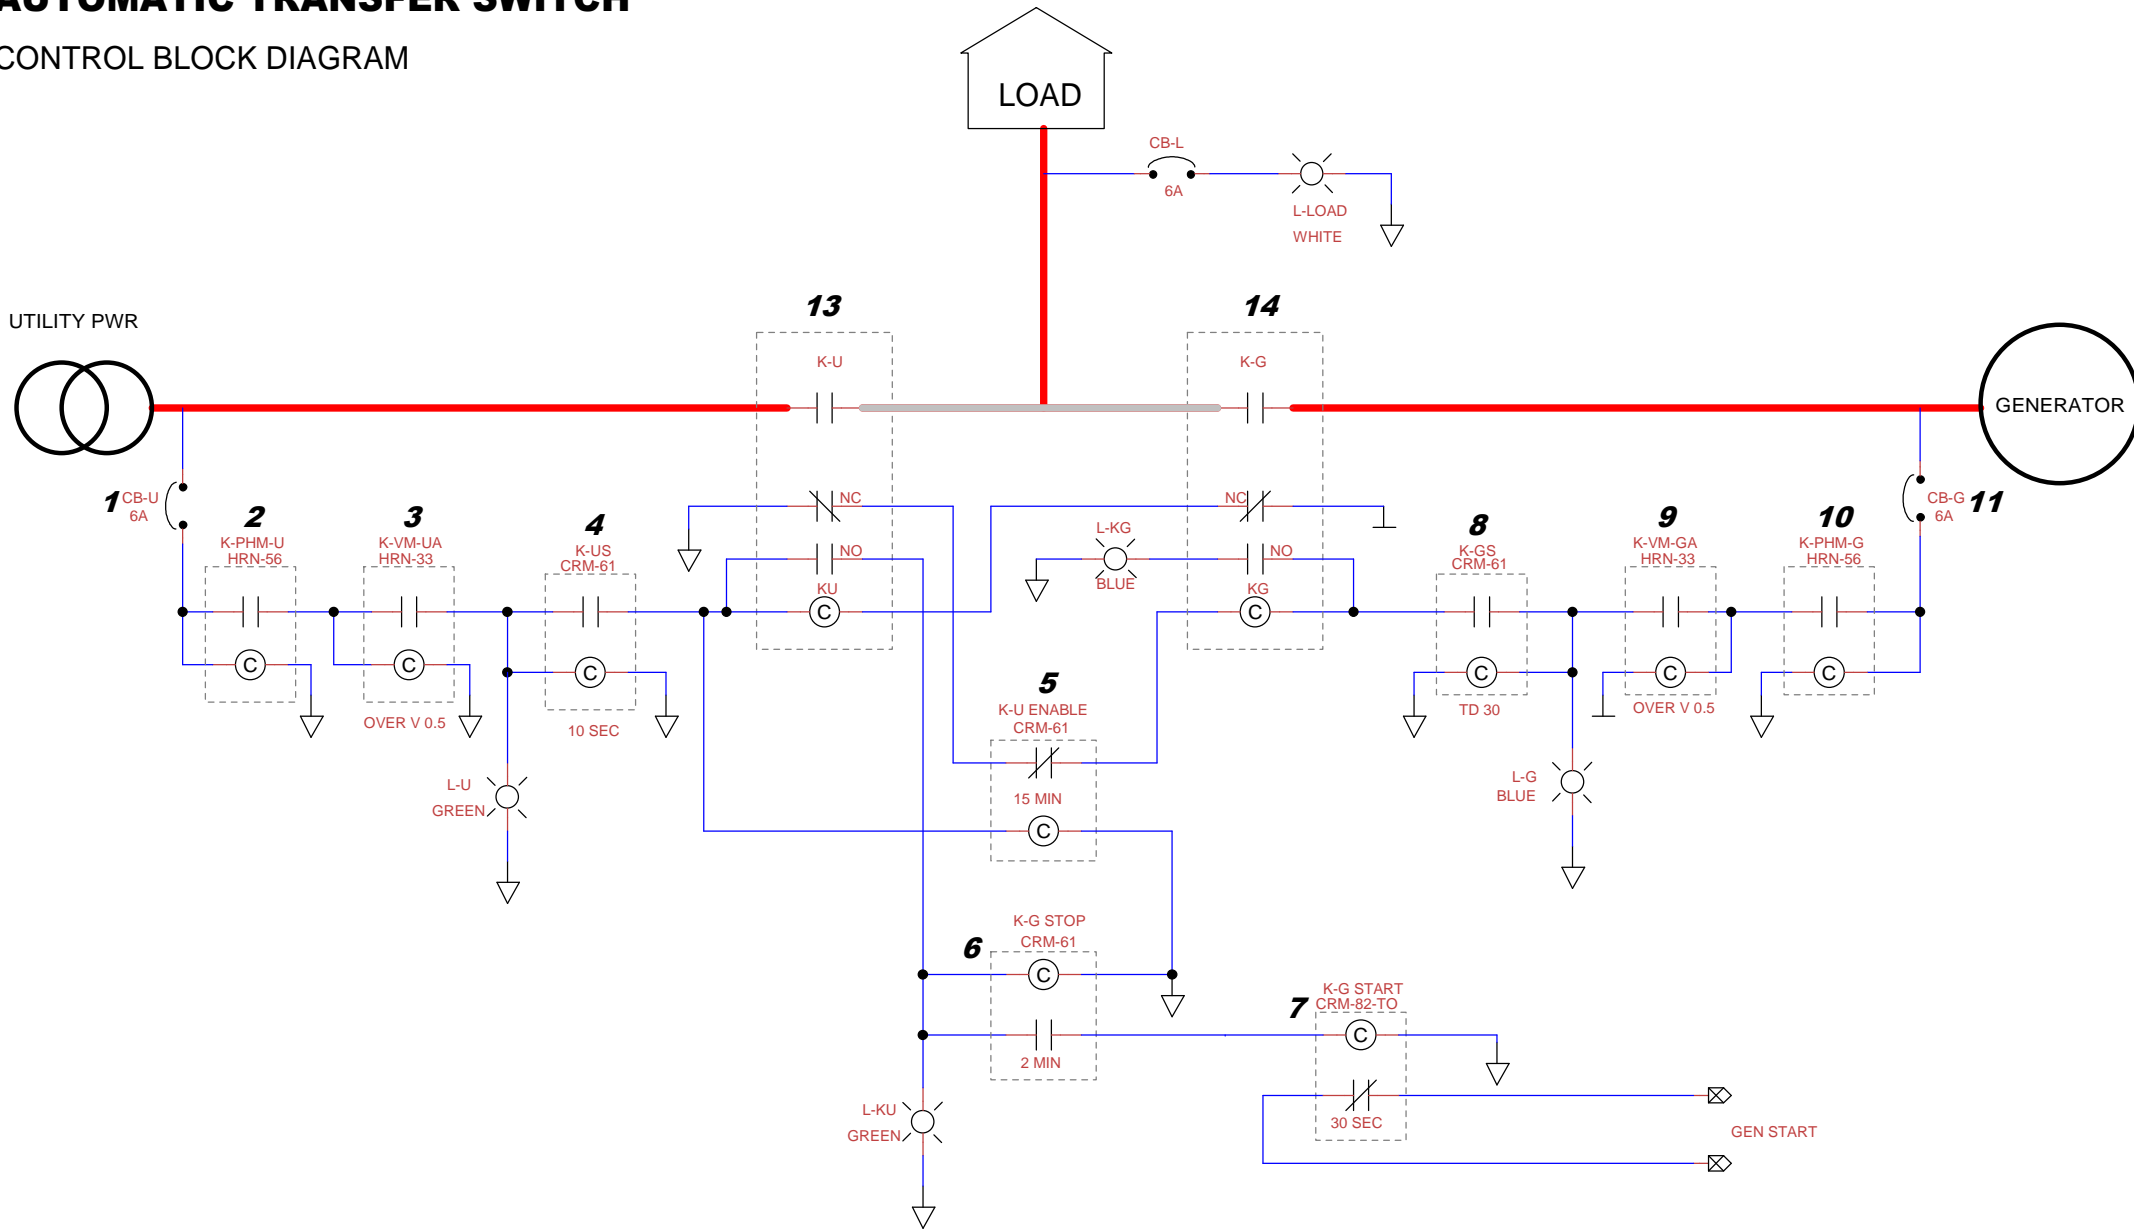 AUTOMATIC TRANSFER SWITCH
CONTROL BLOCK DIAGRAM
LOAD
CB-L
6A
L-LOAD
WHITE
UTILITY PWR
13
K-U
14
K-G
GENERATOR
1
CB-U
6A
2
K-PHM-U
HRN-56
C
3
K-VM-UA
HRN-33
C
OVER V 0.5
4
K-US
CRM-61
C
10 SEC
NC
NO
KU
C
NC
NO
KG
C
L-KG
BLUE
8
K-GS
CRM-61
C
TD 30
9
K-VM-GA
HRN-33
C
OVER V 0.5
10
K-PHM-G
HRN-56
C
CB-G
6A
11
L-U
GREEN
5
K-U ENABLE
CRM-61
15 MIN
C
L-G
BLUE
6
K-G STOP
CRM-61
C
2 MIN
7
K-G START
CRM-82-TO
C
30 SEC
L-KU
GREEN
GEN START